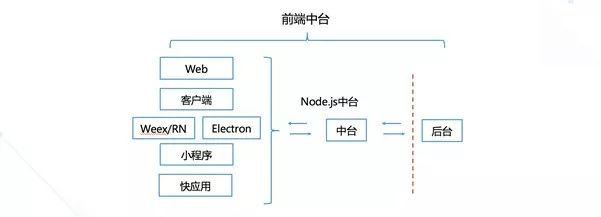 前端中台
Web
客户端
Node.js中台
Weex/RN Electron 中台 后台
小程序
快应用